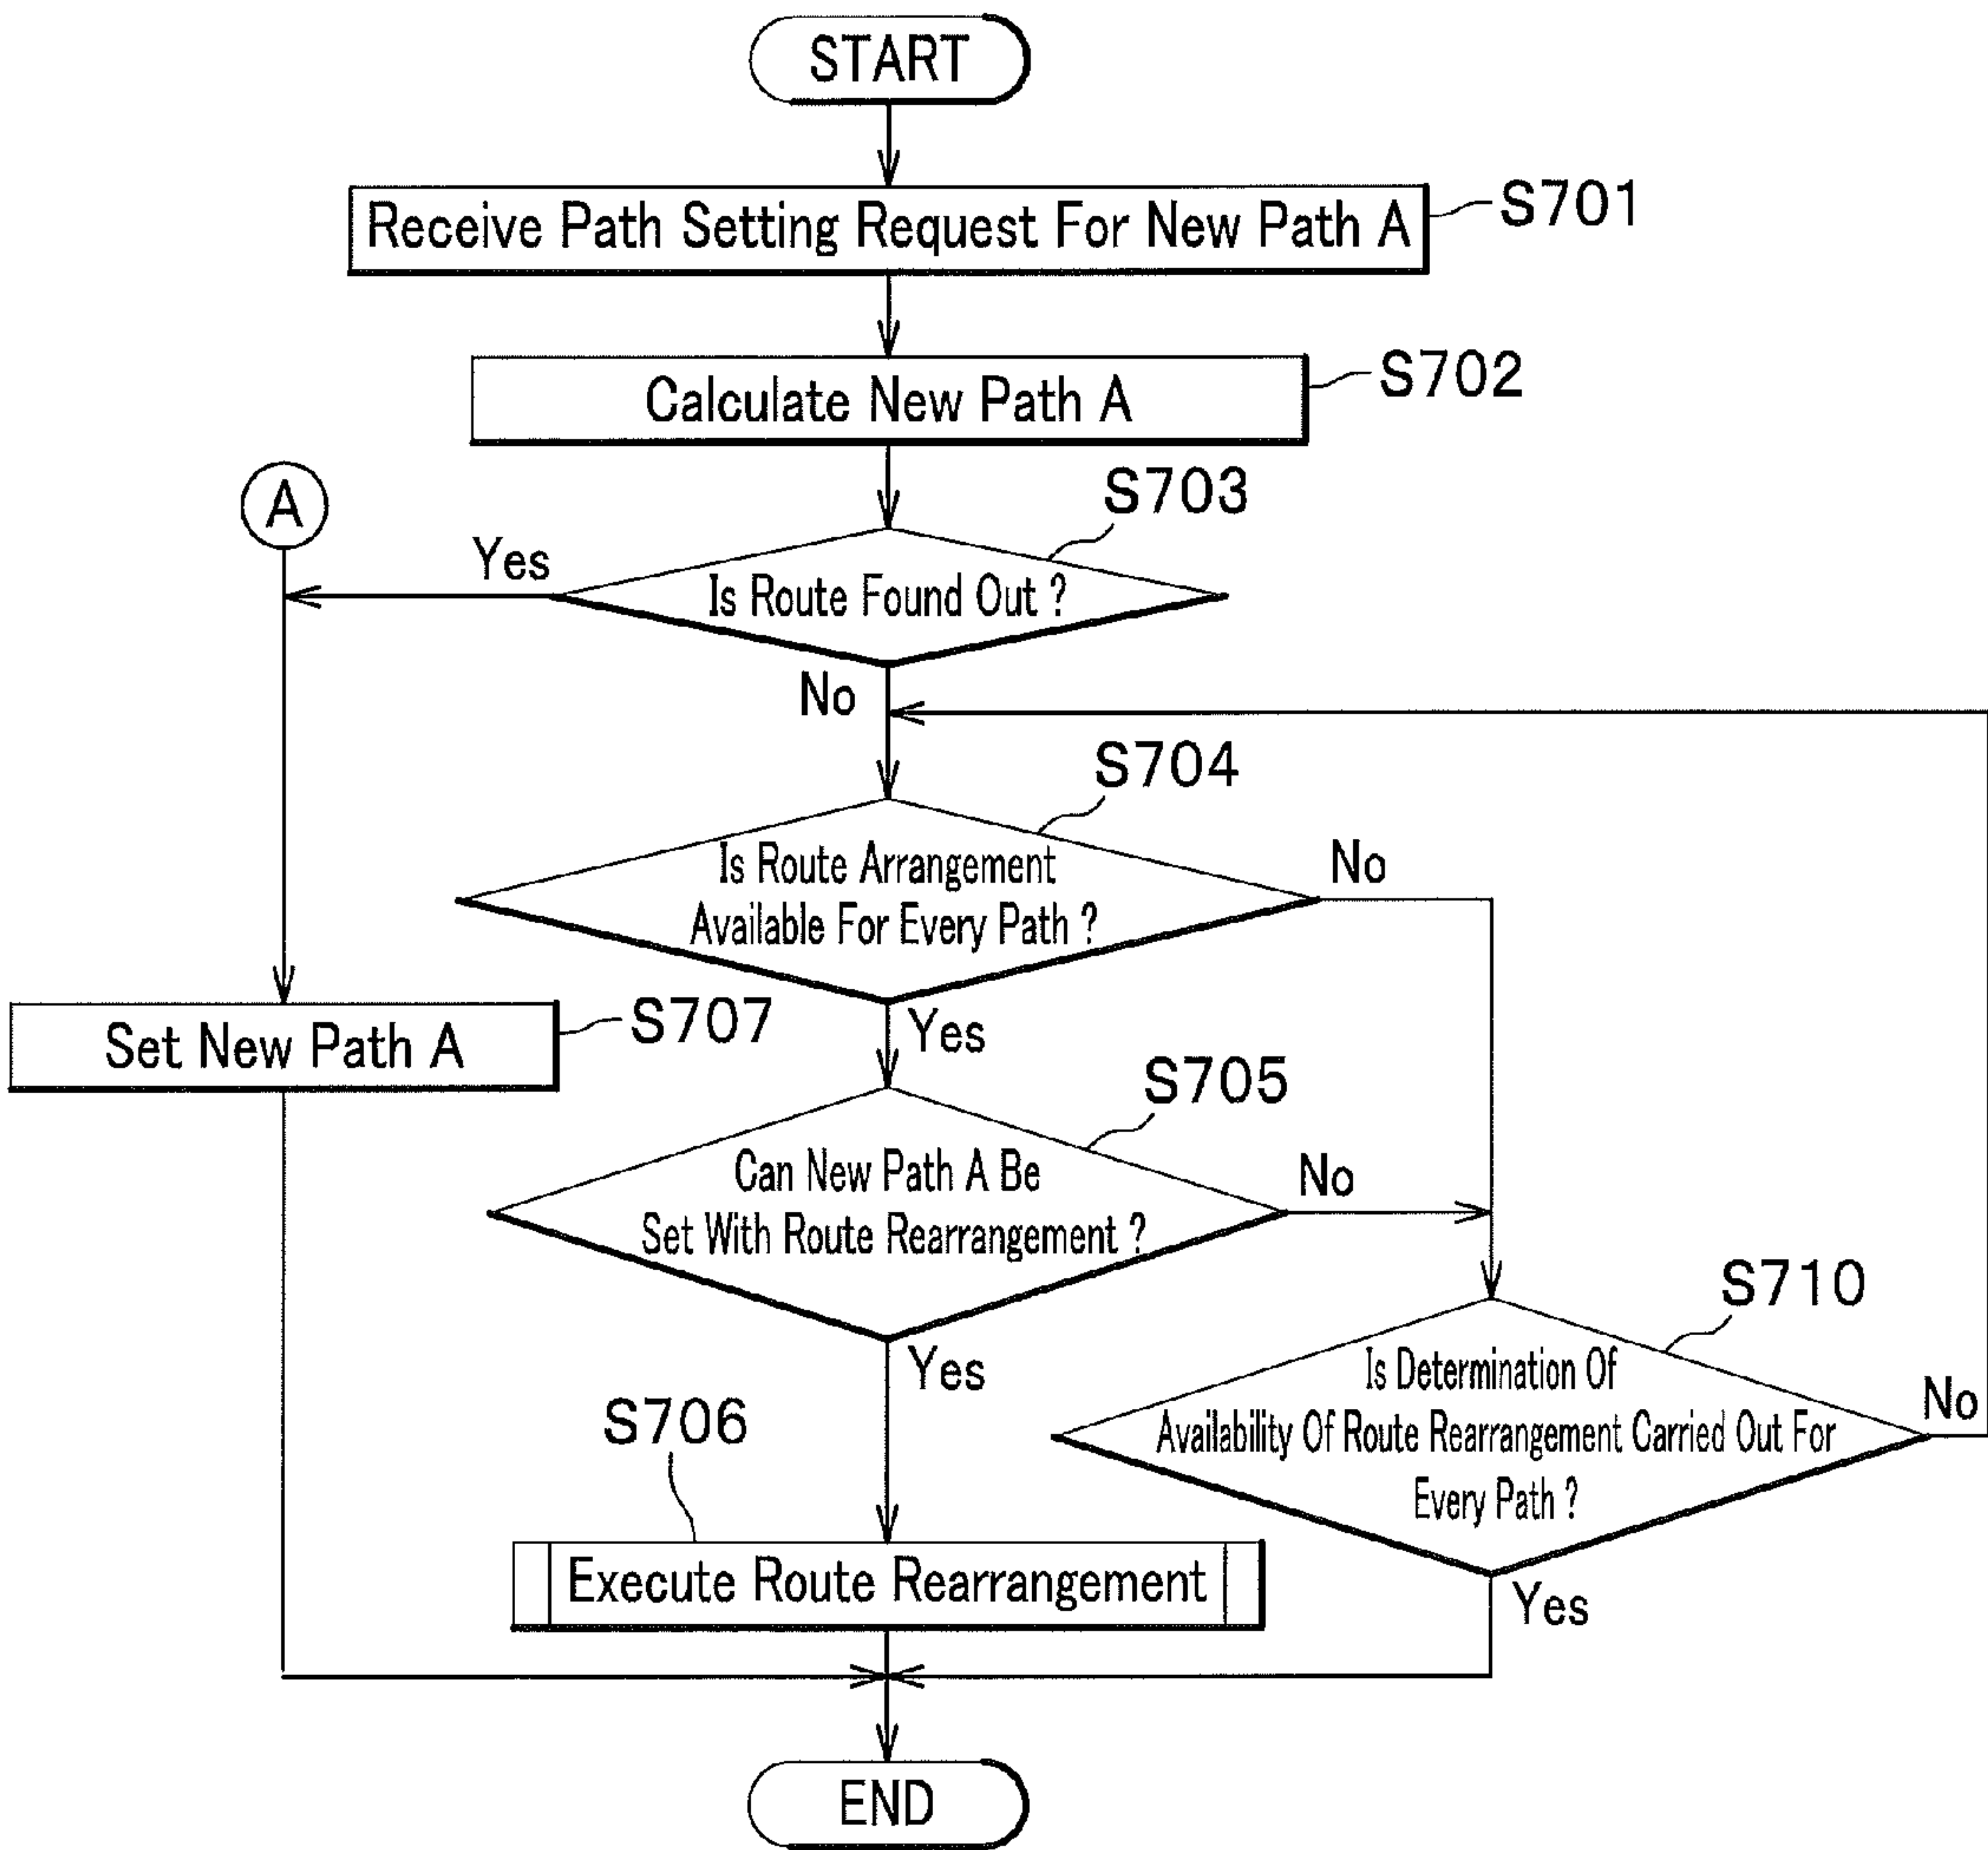 START
Receive Path Setting Request For New Path A
S701
Calculate New Path A
S702
A
S703
Yes
Is Route Found Out ?
No
S704
Is Route Arrangement
Available For Every Path ?
No
Yes
Set New Path A
S707
S705
Can New Path A Be
Set With Route Rearrangement ?
No
Yes
S710
Is Determination Of
Availability Of Route Rearrangement Carried Out For
Every Path ?
No
Yes
S706
Execute Route Rearrangement
END